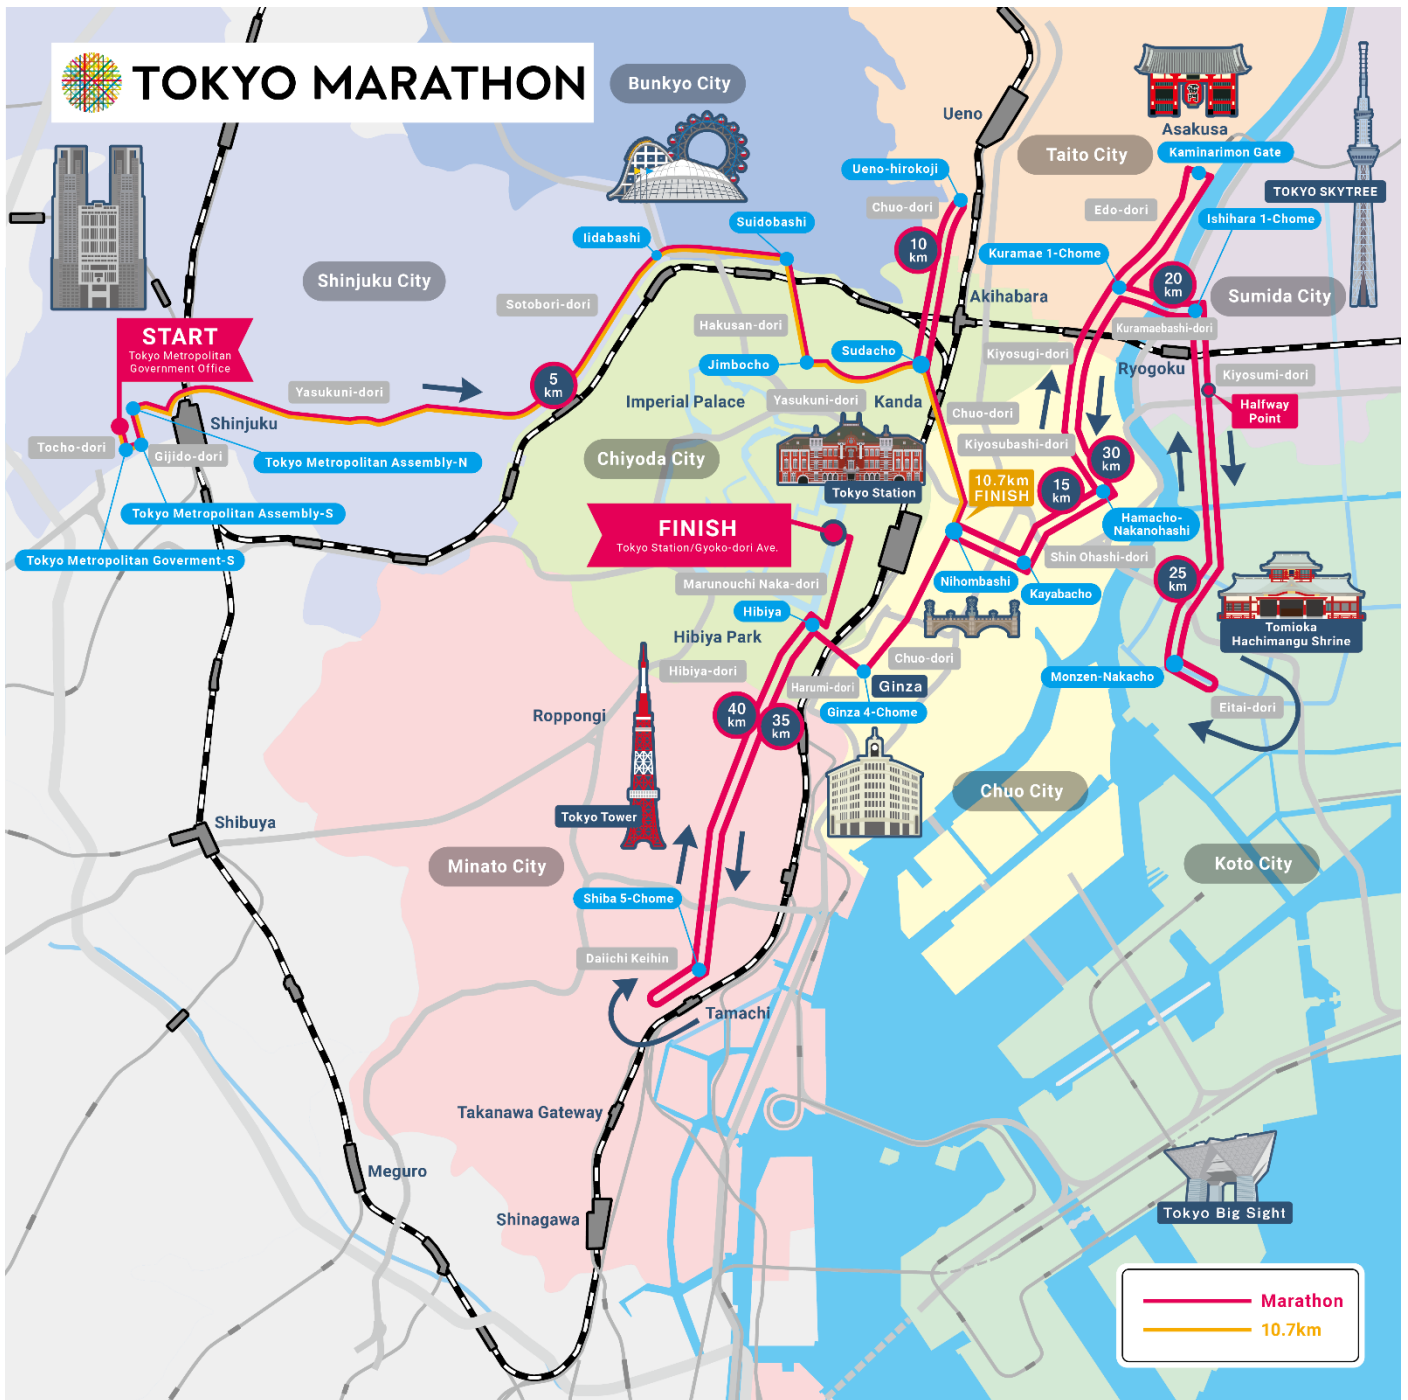 TOKYO MARATHON
Bunkyo City
Ueno
Asakusa
Taito City
Kaminarimon Gate
Ueno-hirokoji
TOKYO SKYTREE
Chuo-dori
Edo-dori
Ishihara 1-Chome
Suidobashi
Iidabashi
10
km
Kuramae 1-Chome
Shinjuku City
20
km
Sumida City
Sotobori-dori
Akihabara
START
Tokyo Metropolitan
Government Office
Hakusan-dori
Kuramaebashi-dori
Sudacho
Kiyosugi-dori
Jimbocho
Ryogoku
Kiyosumi-dori
5
km
Yasukuni-dori
Imperial Palace
Yasukuni-dori
Kanda
Chuo-dori
Halfway
Point
Shinjuku
Tocho-dori
Gijido-dori
Kiyosubashi-dori
Tokyo Metropolitan Assembly-N
Chiyoda City
30
km
10.7km
FINISH
15
km
Tokyo Station
Tokyo Metropolitan Assembly-S
FINISH
Tokyo Station/Gyoko-dori Ave.
Hamacho-
Nakanohashi
Tokyo Metropolitan Goverment-S
Shin Ohashi-dori
Marunouchi Naka-dori
Nihombashi
Kayabacho
25
km
Hibiya
Hibiya Park
Tomioka
Hachimangu Shrine
Chuo-dori
Hibiya-dori
Monzen-Nakacho
Harumi-dori
Ginza
Eitai-dori
Roppongi
40
km
35
km
Ginza 4-Chome
Chuo City
Tokyo Tower
Shibuya
Minato City
Koto City
Shiba 5-Chome
Daiichi Keihin
Tamachi
Takanawa Gateway
Meguro
Shinagawa
Tokyo Big Sight
Marathon
10.7km